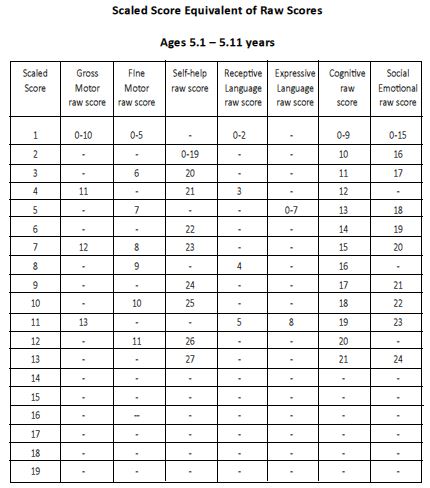 Scaled Score Equivalent of Raw Scores
Ages 5.1 – 5.11 years
Scaled Score | Gross Motor raw score | FIne Motor raw score | Self-help raw score | Receptive Language raw score | Expressive Language raw score | Cognitive raw score | Social Emotional raw score
1 | 0-10 | 0-5 | - | 0-2 | - | 0-9 | 0-15
2 | - | - | 0-19 | - | - | 10 | 16
3 | - | 6 | 20 | - | - | 11 | 17
4 | 11 | - | 21 | 3 | - | 12 | -
5 | - | 7 | - | - | 0-7 | 13 | 18
6 | - | - | 22 | - | - | 14 | 19
7 | 12 | 8 | 23 | - | - | 15 | 20
8 | - | 9 | - | 4 | - | 16 | -
9 | - | - | 24 | - | - | 17 | 21
10 | - | 10 | 25 | - | - | 18 | 22
11 | 13 | - | - | 5 | 8 | 19 | 23
12 | - | 11 | 26 | - | - | 20 | -
13 | - | - | 27 | - | - | 21 | 24
14 | - | - | - | - | - | - | -
15 | - | - | - | - | - | - | -
16 | - | -- | - | - | - | - | -
17 | - | - | - | - | - | - | -
18 | - | - | - | - | - | - | -
19 | - | - | - | - | - | - | -